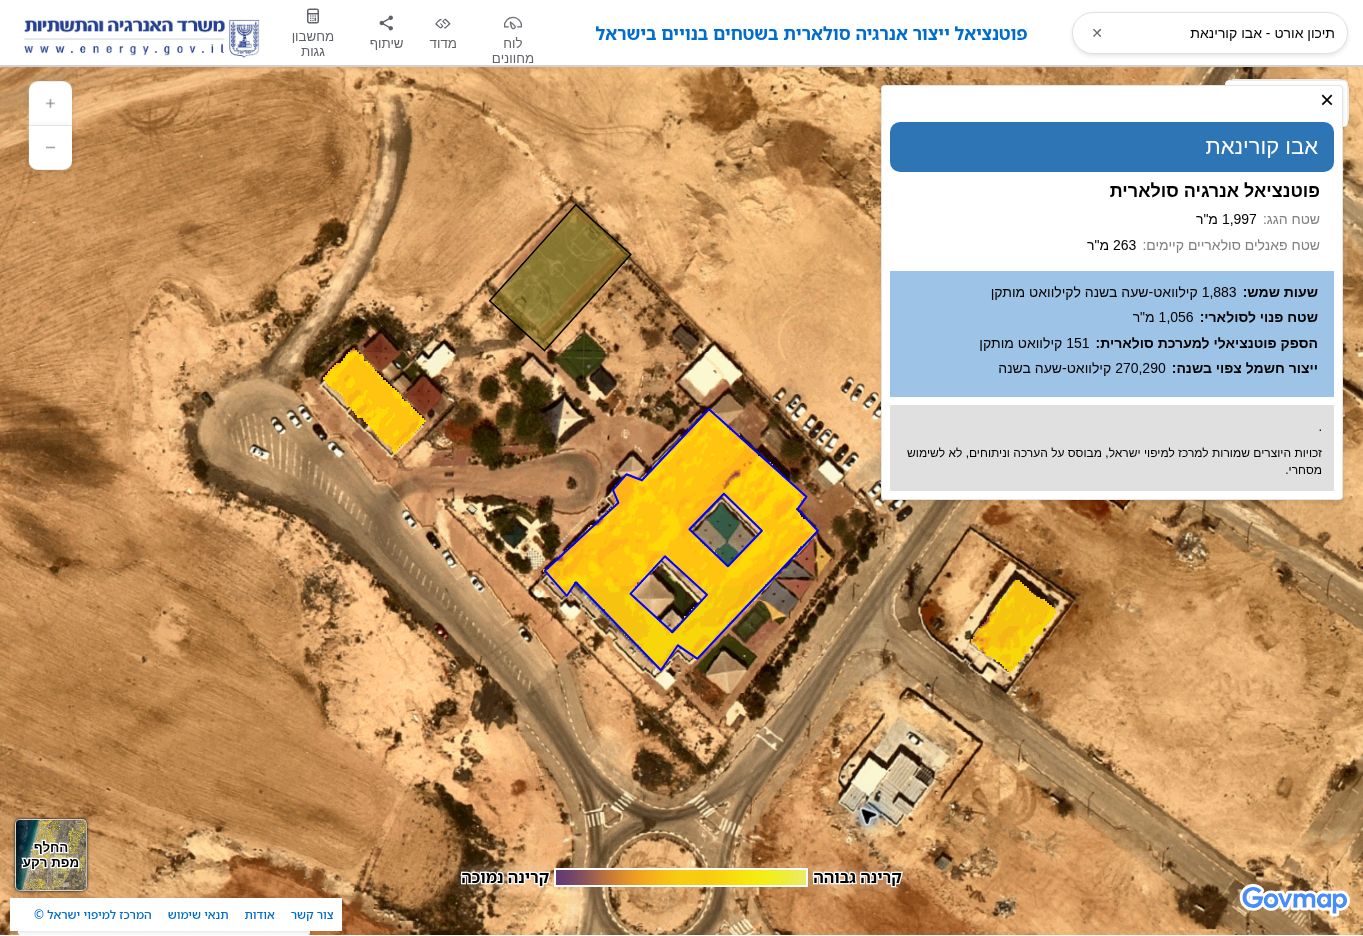 תיכון אורט - אבו קורינאת
פוטנציאל ייצור אנרגיה סולארית בשטחים בנויים בישראל
לוח
מחוונים
מדוד
שיתוף
מחשבון
גגות
משרד האנרגיה והתשתיות
www.energy.gov.il
אבו קורינאת
פוטנציאל אנרגיה סולארית
שטח הגג: 1,997 מ"ר
שטח פאנלים סולאריים קיימים: 263 מ"ר
שעות שמש: 1,883 קילוואט-שעה בשנה לקילוואט מותקן
שטח פנוי לסולארי: 1,056 מ"ר
הספק פוטנציאלי למערכת סולארית: 151 קילוואט מותקן
ייצור חשמל צפוי בשנה: 270,290 קילוואט-שעה בשנה
.
זכויות היוצרים שמורות למרכז למיפוי ישראל, מבוסס על הערכה וניתוחים, לא לשימוש
מסחרי.
החלף
מפת רקע
קרינה גבוהה
קרינה נמוכה
צור קשר אודות תנאי שימוש המרכז למיפוי ישראל ©
Govmap